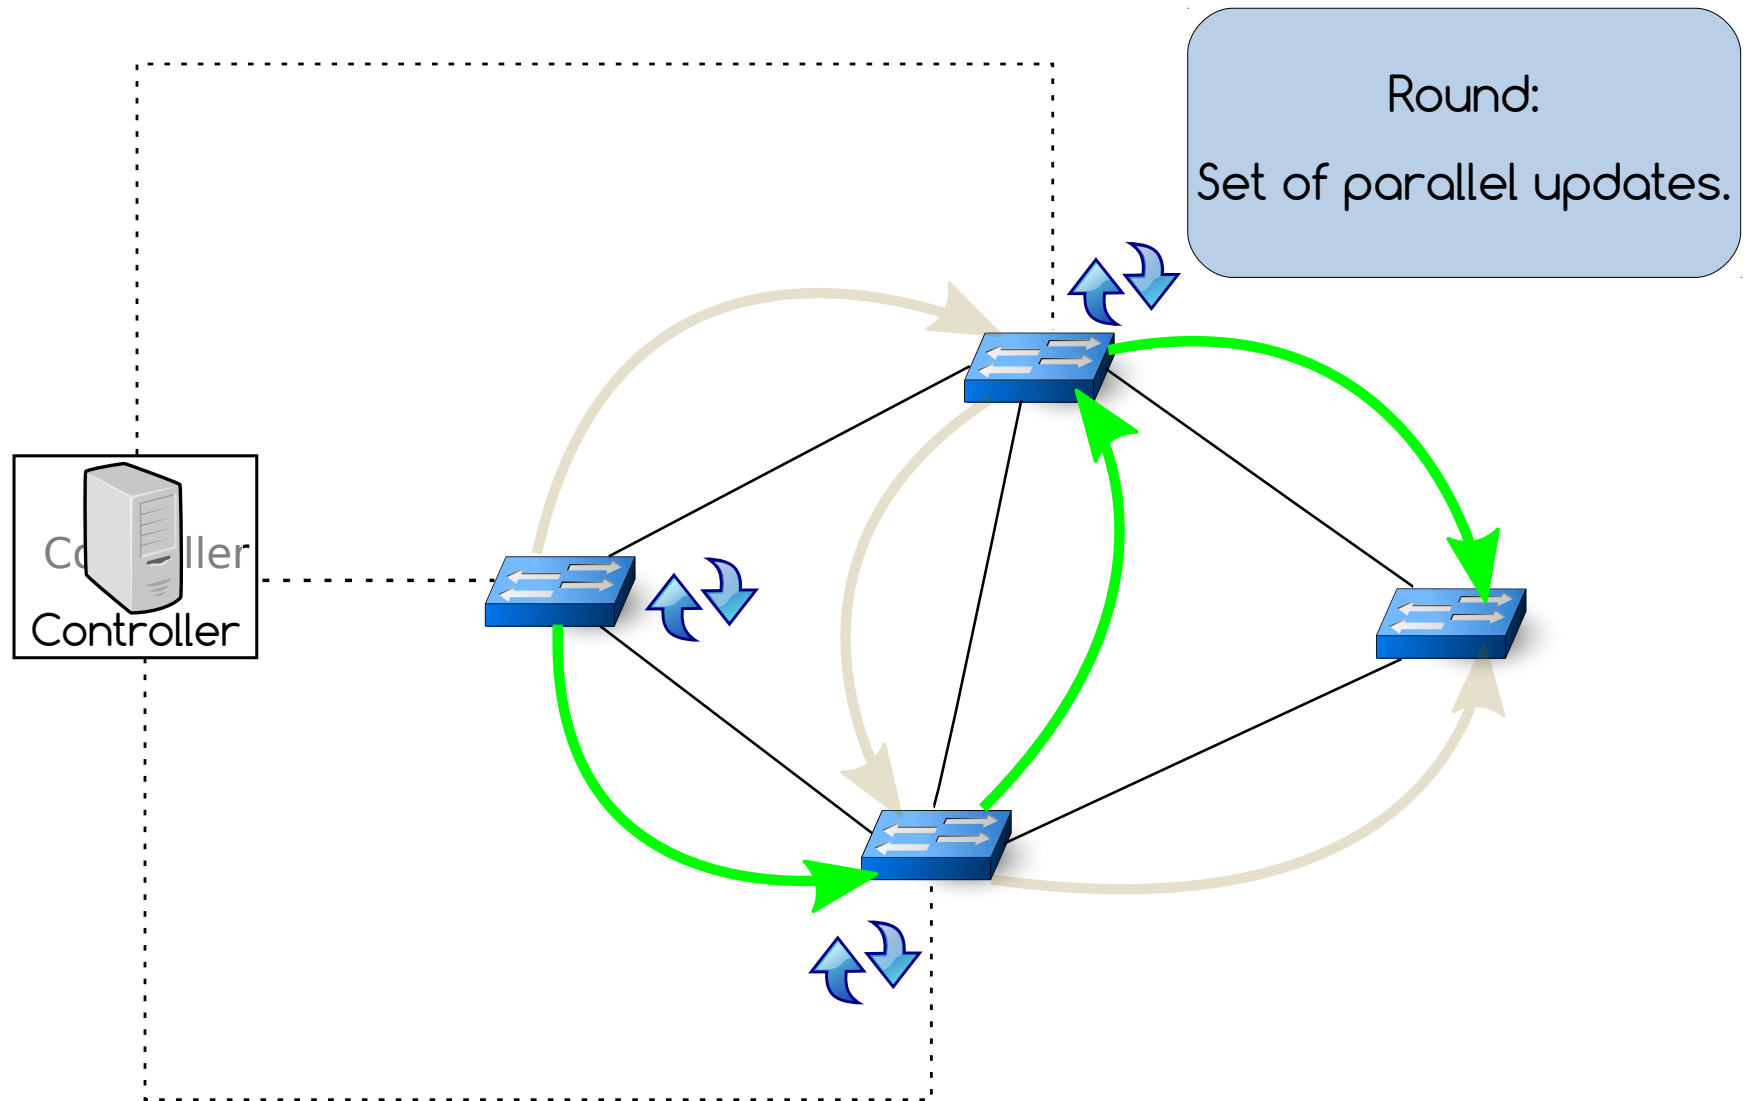 Round:
Set of parallel updates.
Controller